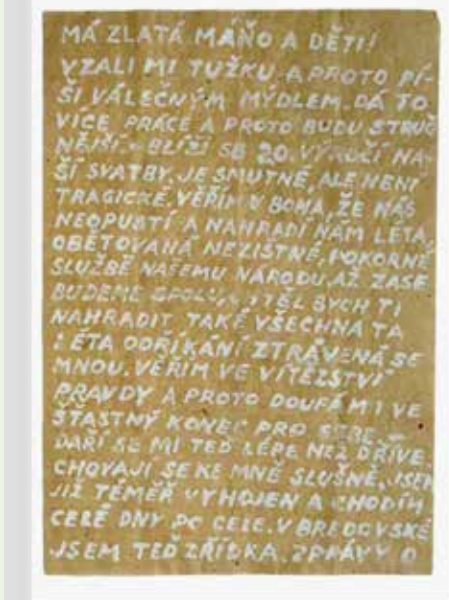 MÁ ZLATÁ MÁŇO A DĚTI!
VZALI MI TUŽKU A PROTO PÍ-
ŠI VÁLEČNÝM MÝDLEM. DÁ TO
VÍCE PRÁCE A PROTO BUDU STRUČ
NĚJŠÍ - BLÍŽÍ SE 20. VÝROČÍ NA-
ŠÍ SVATBY. JE SMUTNÉ, ALE NENÍ
TRAGICKÉ. VĚŘÍM V BOHA, ŽE NÁS
NEOPUSTÍ A NAHRADÍ NÁM LÉTA,
OBĚTOVANÁ NEZIŠTNÉ, POKORNÉ
SLUŽBĚ NAŠEMU NÁRODU. AŽ ZASE
BUDEME SPOLU, CHTĚL BYCH TI
NAHRADIT TAKÉ VŠECHNA TA
LÉTA ODŘÍKÁNÍ ZTRÁVENÁ SE
MNOU. VĚŘÍM VE VÍTĚZSTVÍ
PRAVDY A PROTO DOUFÁM I VE
ŠŤASTNÝ KONEC PRO SEBE -
DAŘÍ SE MI TEĎ LÉPE NEŽ DŘÍVE.
CHOVAJÍ SE KE MNĚ SLUŠNĚ, JSEM
JIŽ TÉMĚŘ VYHOJEN A CHODÍM
CELÉ DNY PO CELE. V BREDOVSKÉ
JSEM TEĎ ZŘÍDKA. ZPRÁVY O